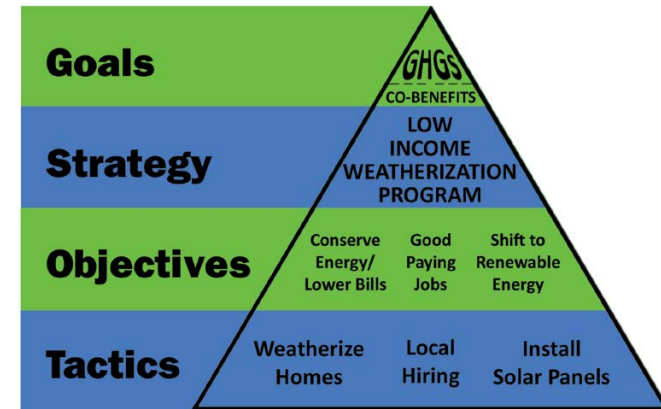 Goals
GHGs
CO-BENEFITS
Strategy
LOW
INCOME
WEATHERIZATION
PROGRAM
Objectives
Conserve
Energy/
Lower Bills
Good
Paying
Jobs
Shift to
Renewable
Energy
Tactics
Weatherize
Homes
Local
Hiring
Install
Solar Panels